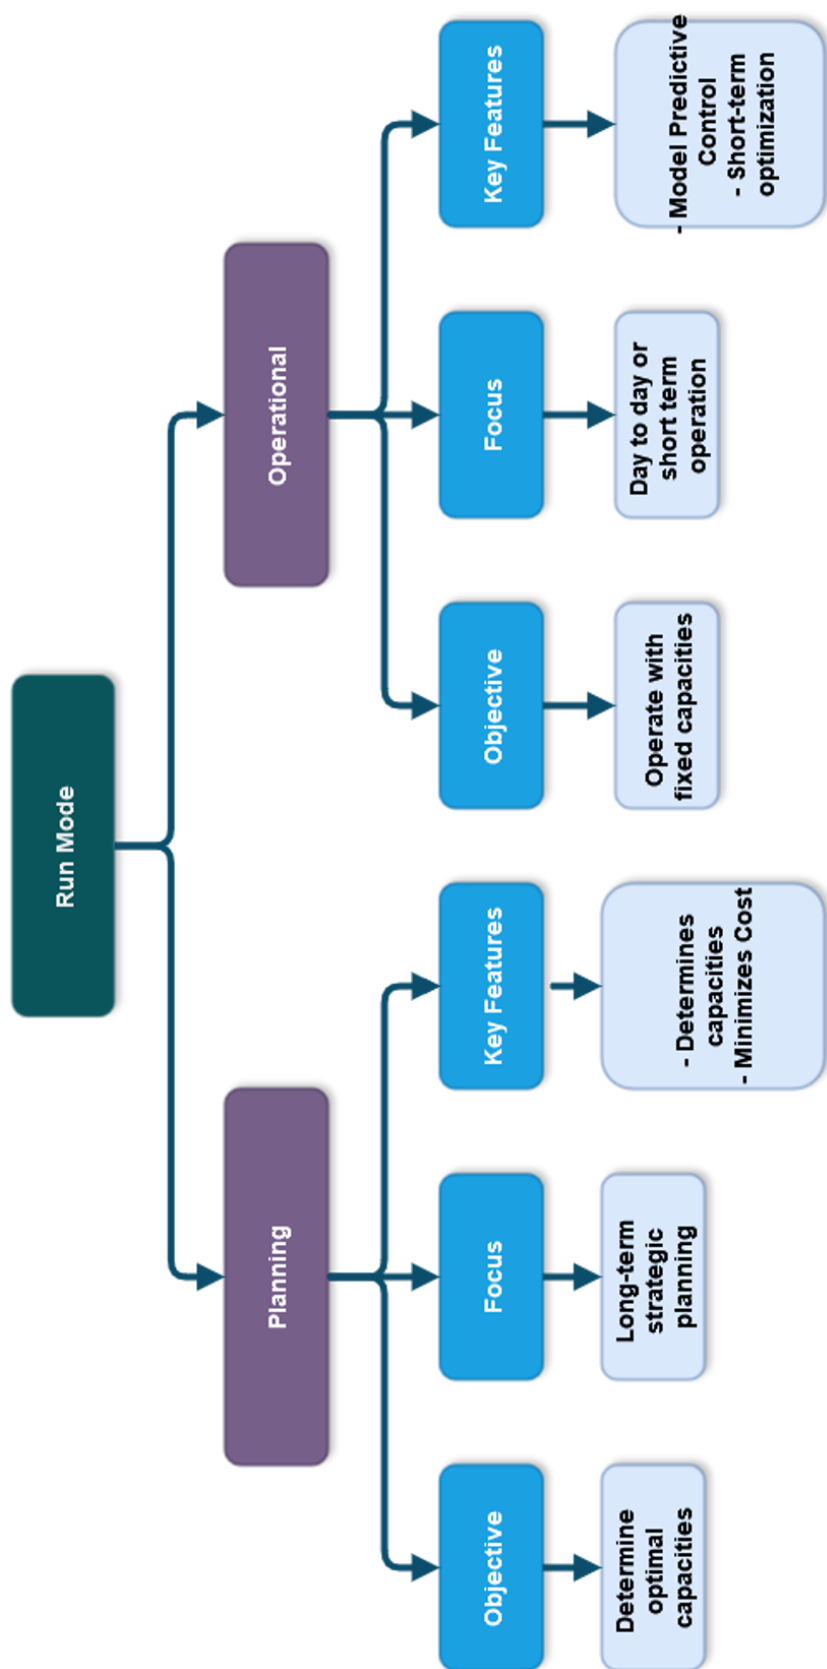 Run Mode
Planning
Operational
Objective
Focus
Key Features
Objective
Focus
Key Features
Determine
optimal
capacities
Long-term
strategic
planning
- Determines
capacities
- Minimizes Cost
Operate with
fixed capacities
Day to day or
short term
operation
- Model Predictive
Control
- Short-term
optimization